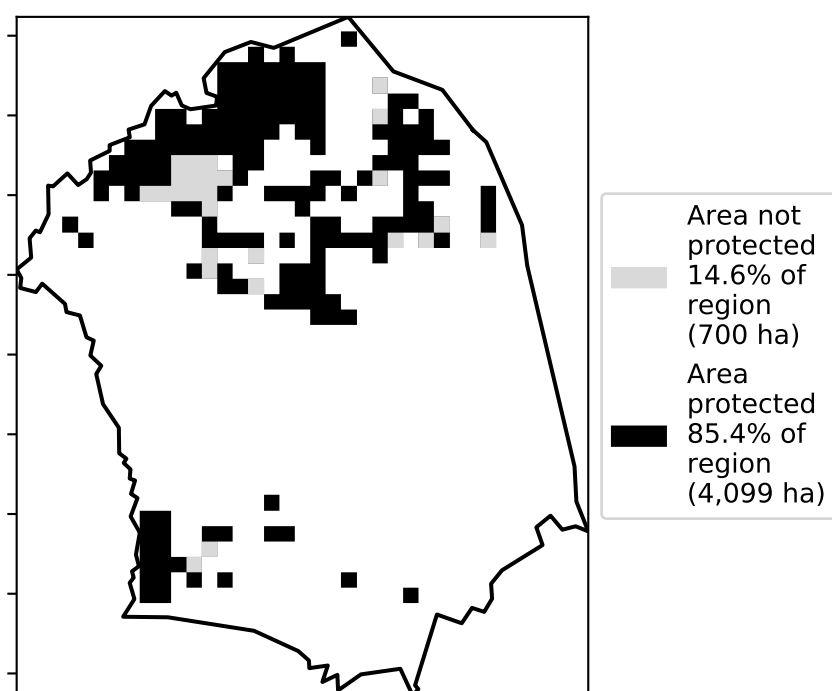 Area not
protected
14.6% of
region
(700 ha)
Area
protected
85.4% of
region
(4,099 ha)